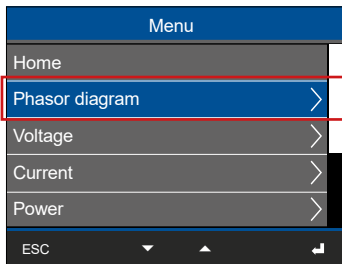 Menu
Home
Phasor diagram
Voltage
Current
Power
ESC